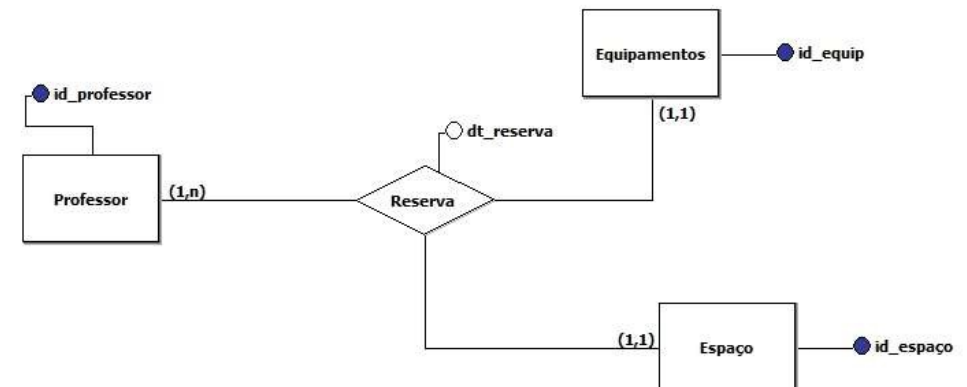 Equipamentos
id_equip
(1,1)
id_professor
dt_reserva
Professor
(1,n)
Reserva
(1,1)
Espaço
id_espaço